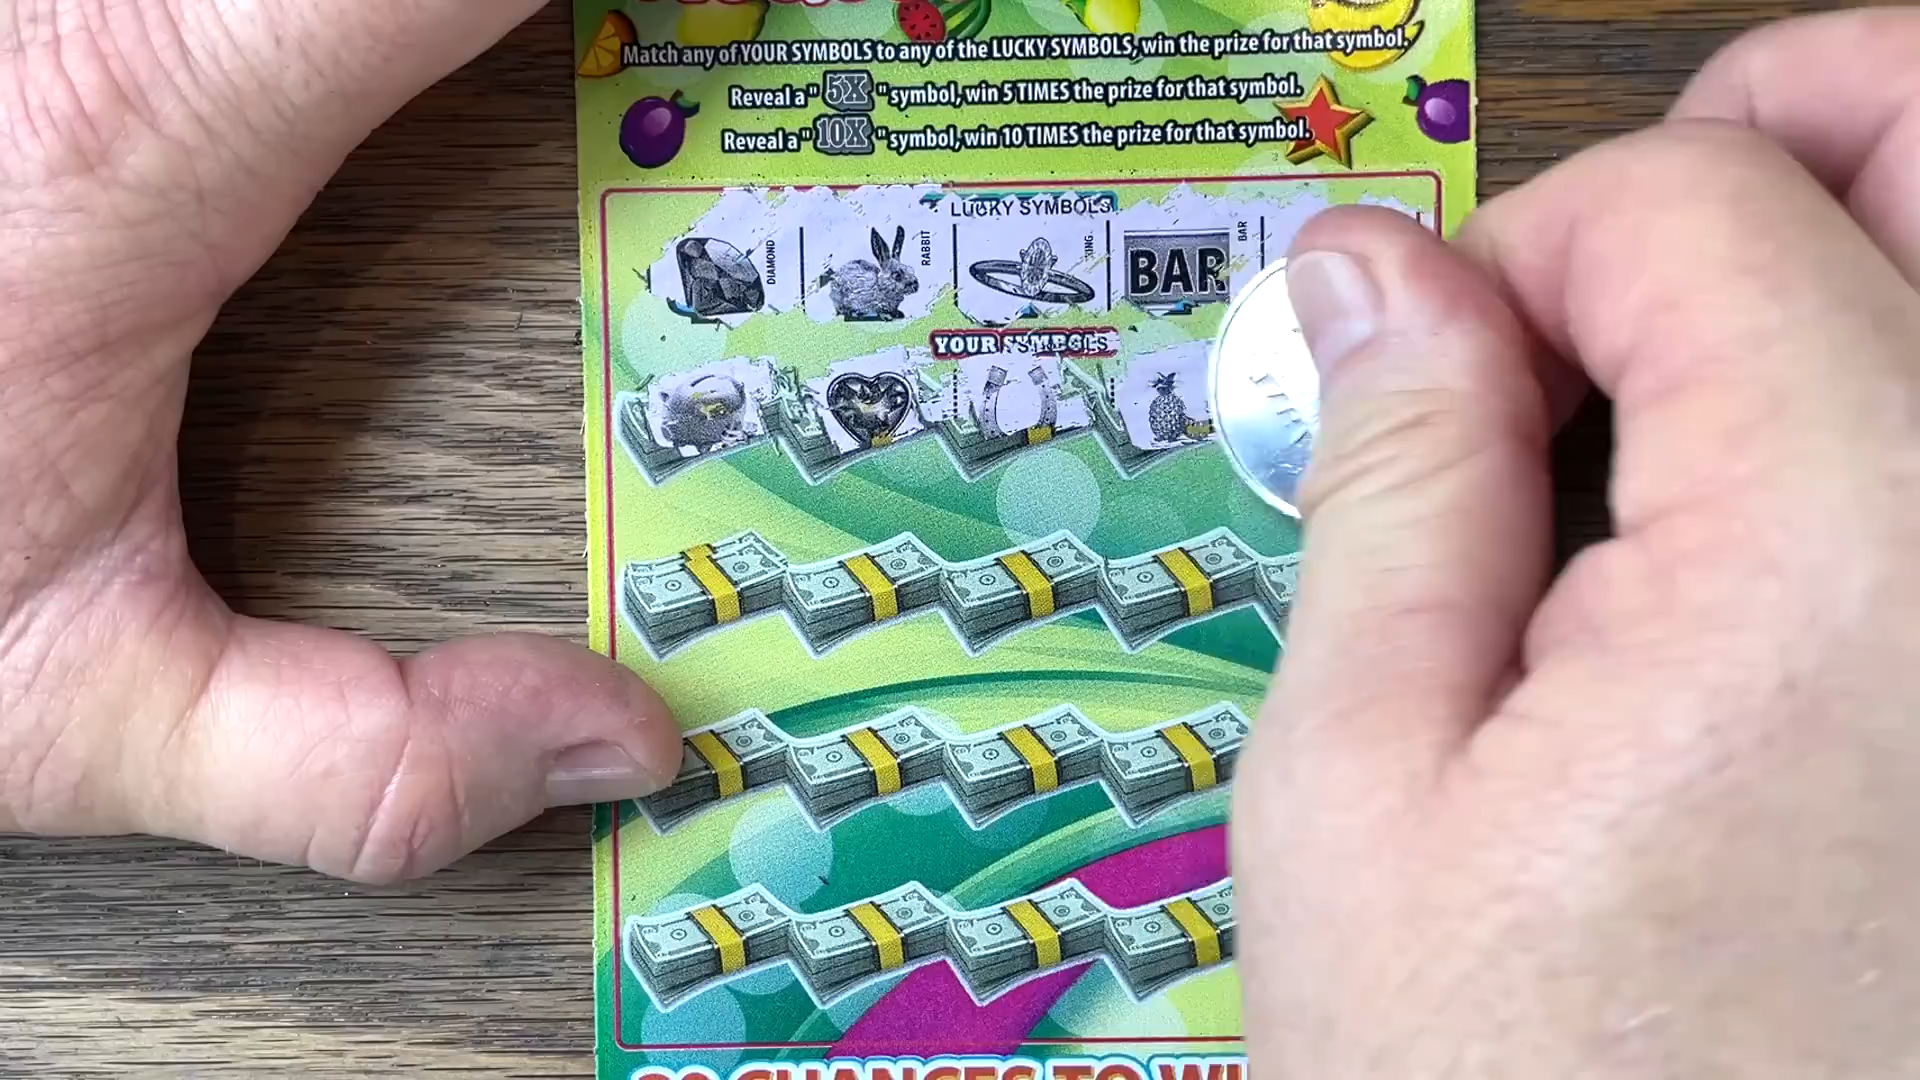 Match any of YOUR SYMBOLS to any of the LUCKY SYMBOLS, win the prize for that symbol.
Reveal a " 5X " symbol, win 5 TIMES the prize for that symbol.
Reveal a " 10X " symbol, win 10 TIMES the prize for that symbol.
LUCKY SYMBOLS
DIAMOND
RABBIT
BAR
BAR
YOUR SYMBOLS
CHANCES TO